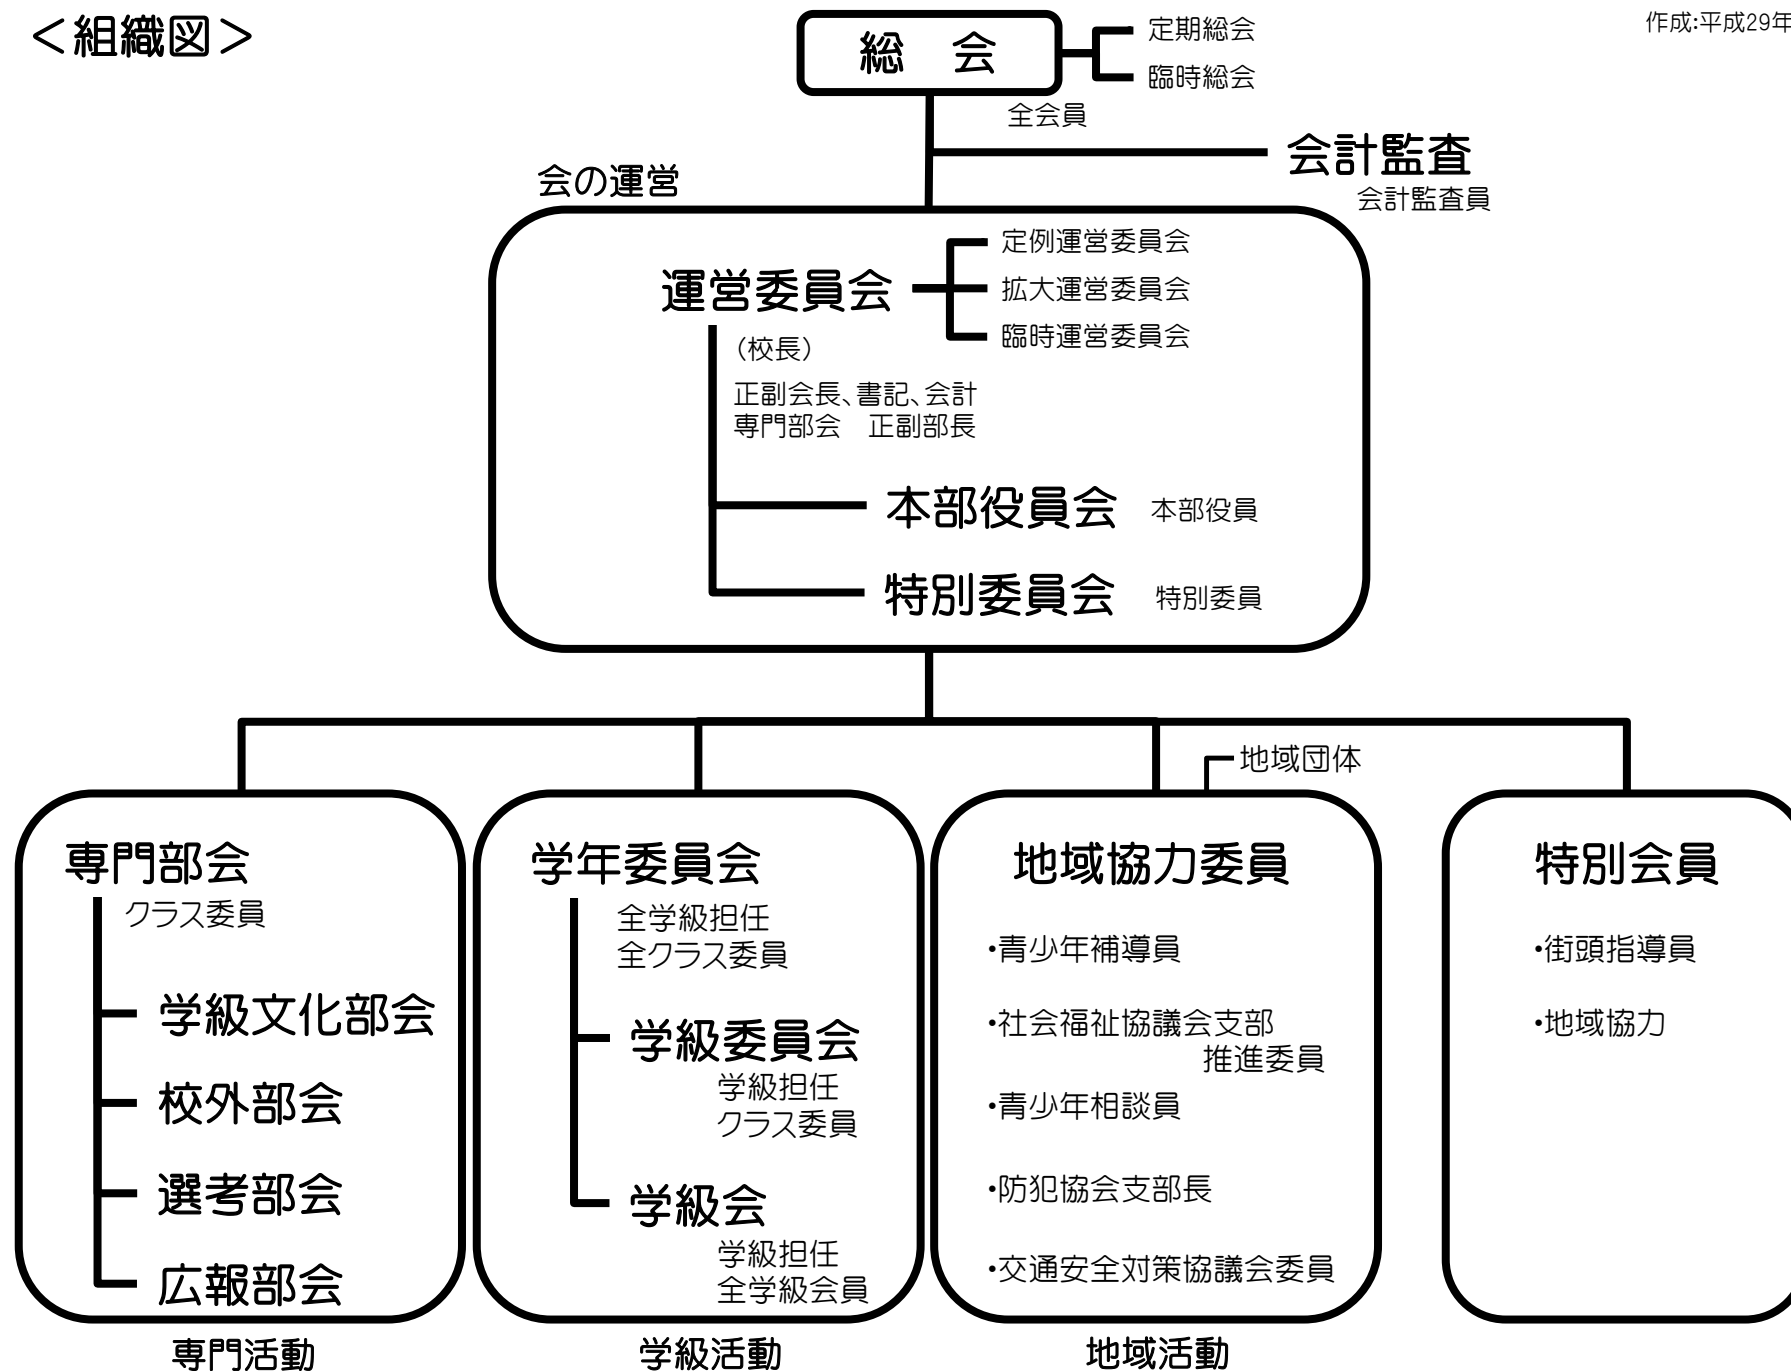 ＜組織図＞
作成:平成29年
総　会
定期総会
臨時総会
全会員
会計監査
会計監査員
会の運営
運営委員会
定例運営委員会
拡大運営委員会
臨時運営委員会
（校長）
正副会長、書記、会計
専門部会　正副部長
本部役員会　本部役員
特別委員会　特別委員
地域団体
専門部会
クラス委員
学級文化部会
校外部会
選考部会
広報部会
専門活動
学年委員会
全学級担任
全クラス委員
学級委員会
学級担任
クラス委員
学級会
学級担任
全学級会員
学級活動
地域協力委員
・青少年補導員
・社会福祉協議会支部
推進委員
・青少年相談員
・防犯協会支部長
・交通安全対策協議会委員
地域活動
特別会員
・街頭指導員
・地域協力